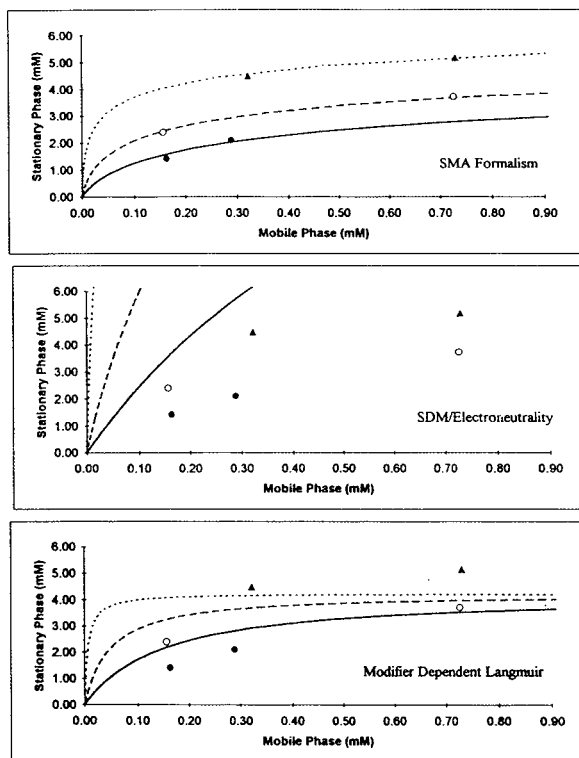 Stationary Phase (mM)
6.00
5.00
4.00
3.00
2.00
1.00
0.00
0.00 0.10 0.20 0.30 0.40 0.50 0.60 0.70 0.80 0.90
Mobile Phase (mM)
SMA Formalism
Stationary Phase (mM)
6.00
5.00
4.00
3.00
2.00
1.00
0.00
0.00 0.10 0.20 0.30 0.40 0.50 0.60 0.70 0.80 0.90
Mobile Phase (mM)
SDM/Electroneutrality
Stationary Phase (mM)
6.00
5.00
4.00
3.00
2.00
1.00
0.00
0.00 0.10 0.20 0.30 0.40 0.50 0.60 0.70 0.80 0.90
Mobile Phase (mM)
Modifier Dependent Langmuir